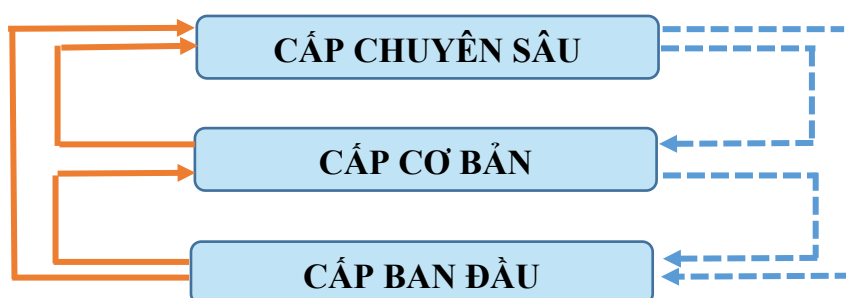 CẤP CHUYÊN SÂU
CẤP CƠ BẢN
CẤP BAN ĐẦU